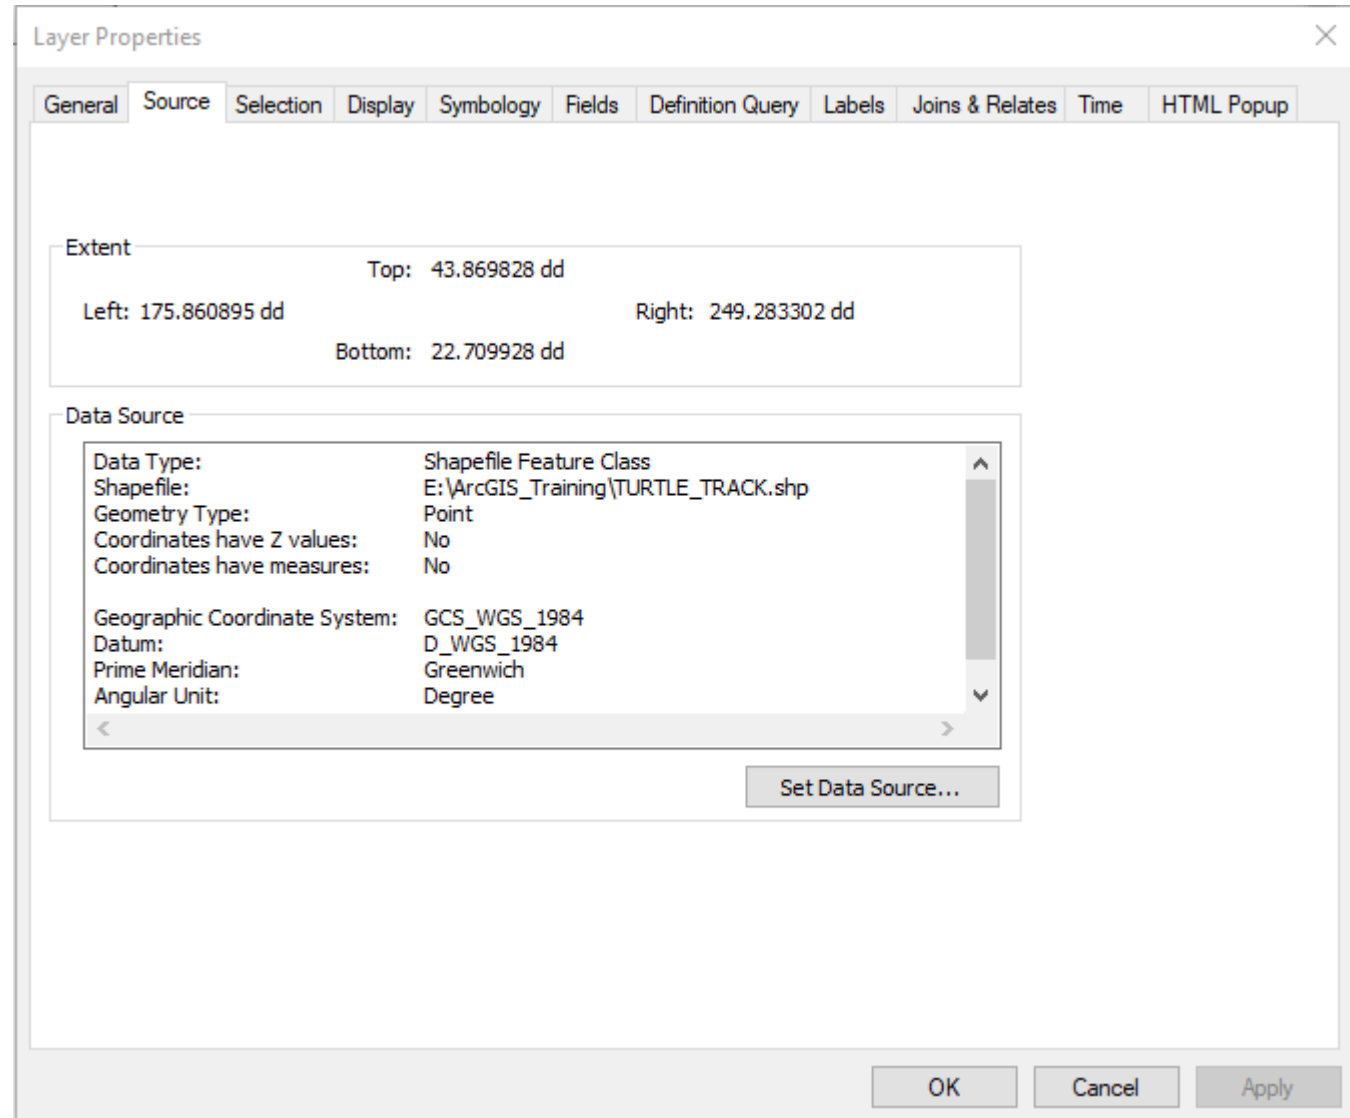 Layer Properties
General Source Selection Display Symbology Fields Definition Query Labels Joins & Relates Time HTML Popup
Extent
Top: 43.869828 dd
Left: 175.860895 dd Right: 249.283302 dd
Bottom: 22.709928 dd
Data Source
Data Type: Shapefile Feature Class
Shapefile: E:\ArcGIS_Training\TURTLE_TRACK.shp
Geometry Type: Point
Coordinates have Z values: No
Coordinates have measures: No
Geographic Coordinate System: GCS_WGS_1984
Datum: D_WGS_1984
Prime Meridian: Greenwich
Angular Unit: Degree
Set Data Source...
OK Cancel Apply